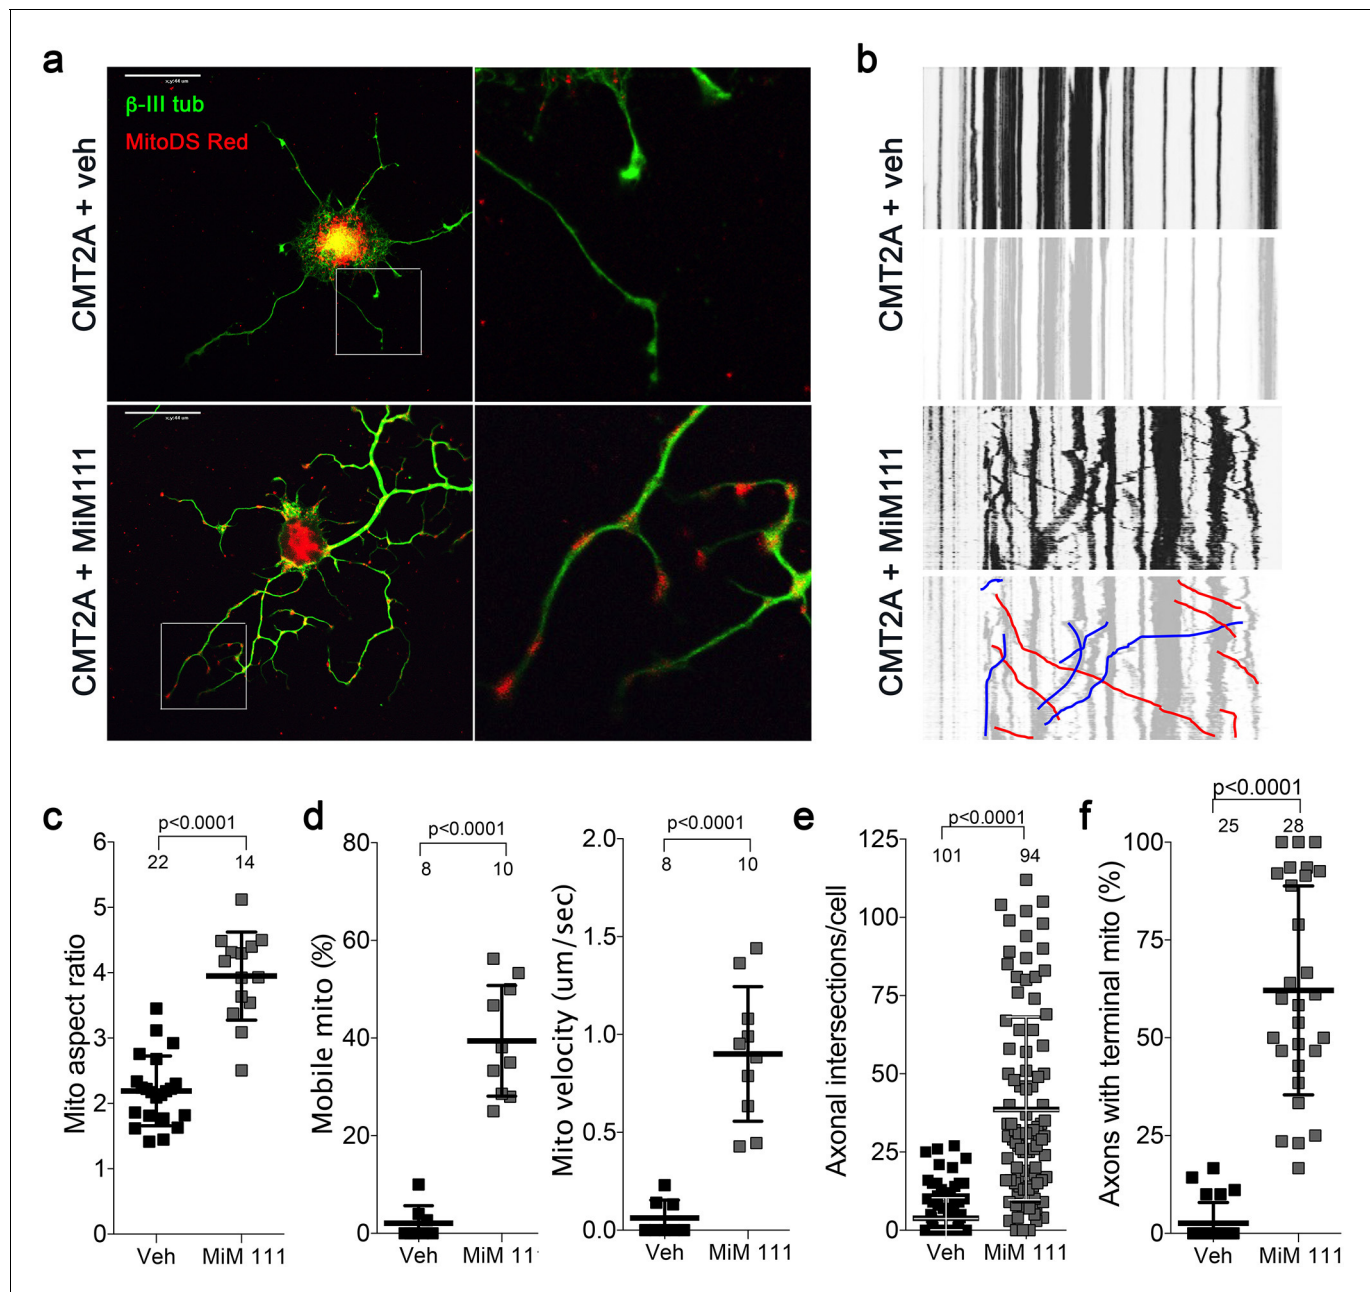 a
b
CMT2A + veh
β-III tub
MitoDS Red
x,y:44 um
CMT2A + veh
CMT2A + MiM111
x,y:44 um
CMT2A + MiM111
c
p<0.0001
22
14
Mito aspect ratio
6
5
4
3
2
1
0
Veh
MiM 111
d
p<0.0001
8
10
Mobile mito (%)
80
60
40
20
0
Veh
MiM 11
p<0.0001
8
10
Mito velocity (um/sec)
2.0
1.5
1.0
0.5
0.0
Veh
MiM 111
e
p<0.0001
101
94
Axonal intersections/cell
125
100
75
50
25
0
Veh
MiM 111
f
p<0.0001
25
28
Axons with terminal mito (%)
100
75
50
25
0
Veh
MiM 111